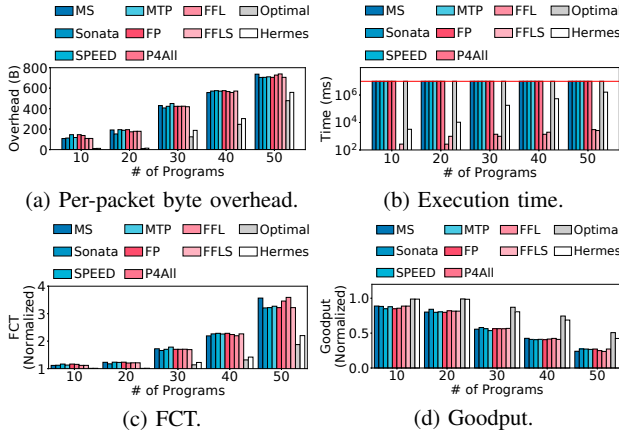 MS MTP FFL Optimal
Sonata FP FFLS Hermes
SPEED P4All
Overhead (B)
800
600
400
200
0
10 20 30 40 50
# of Programs
(a) Per-packet byte overhead.
MS MTP FFL Optimal
Sonata FP FFLS Hermes
SPEED P4All
Time (ms)
10^6
10^4
10^2
10 20 30 40 50
# of Programs
(b) Execution time.
MS MTP FFL Optimal
Sonata FP FFLS Hermes
SPEED P4All
FCT
(Normalized)
4
3
2
1
10 20 30 40 50
# of Programs
(c) FCT.
MS MTP FFL Optimal
Sonata FP FFLS Hermes
SPEED P4All
Goodput
(Normalized)
1.0
0.5
0.0
10 20 30 40 50
# of Programs
(d) Goodput.